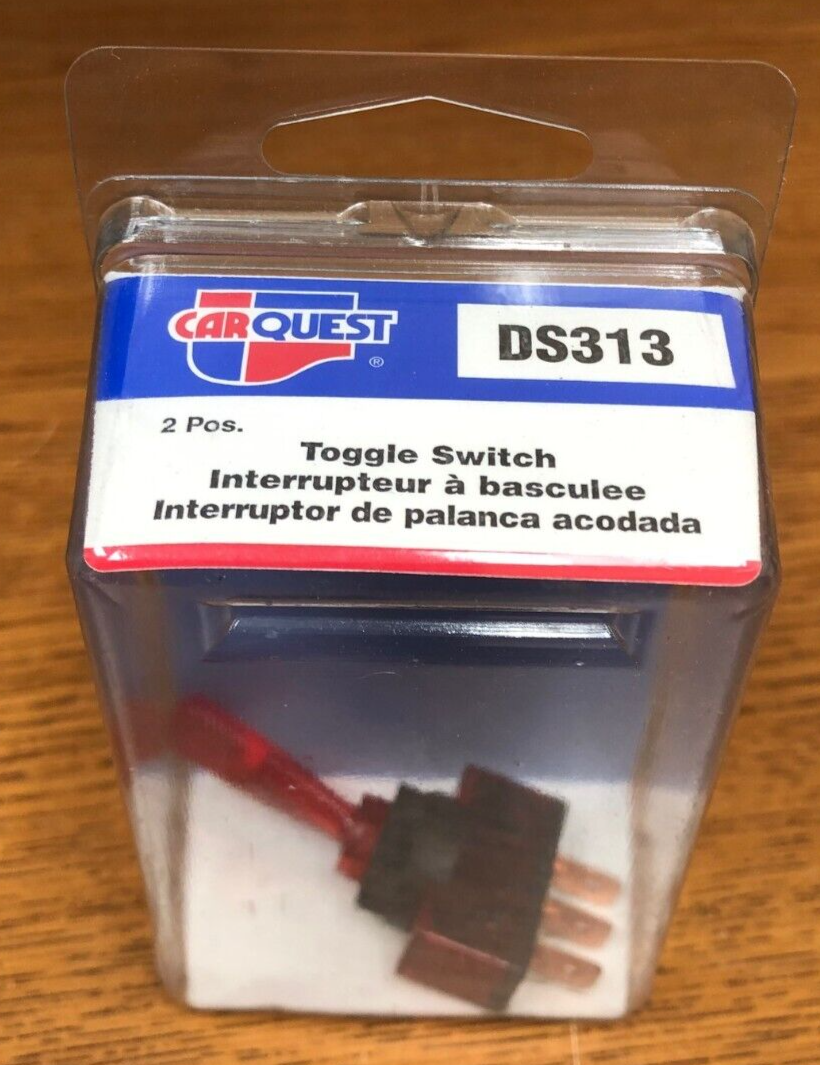 CARQUEST
®
DS313
2 Pos.
Toggle Switch
Interrupteur à basculee
Interruptor de palanca acodada